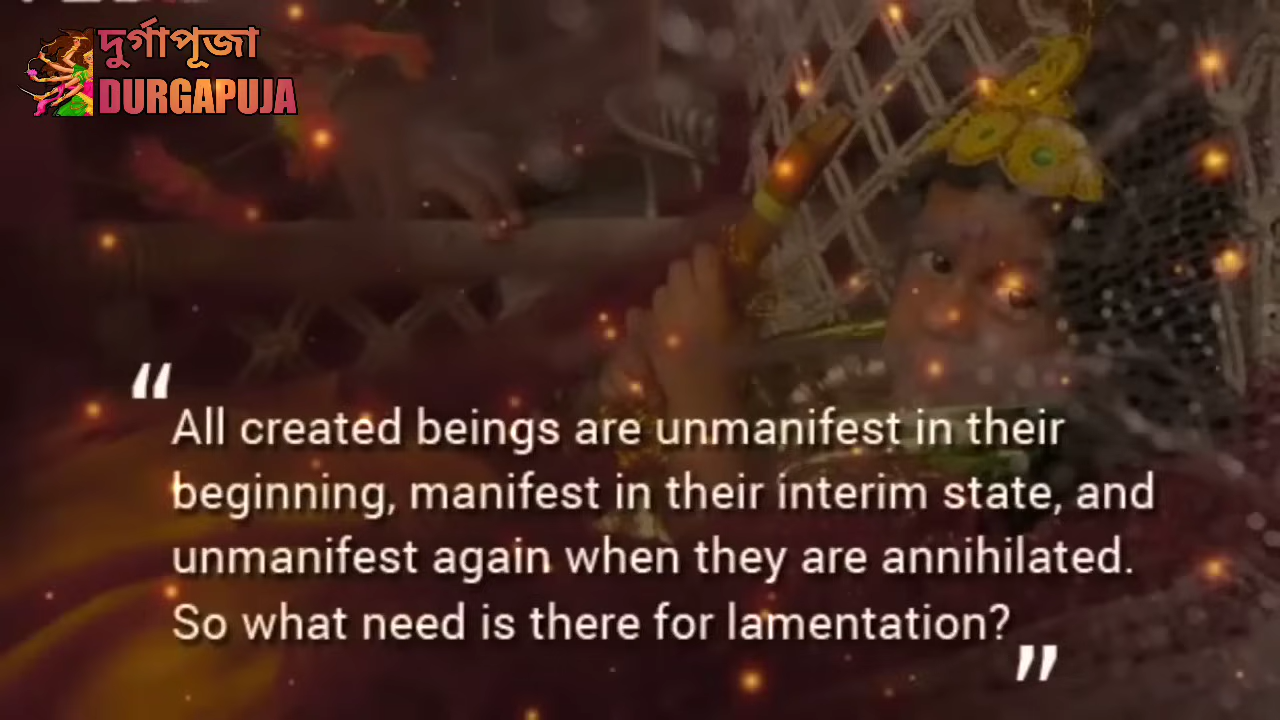 দুর্গাপূজা
DURGAPUJA
“
All created beings are unmanifest in their
beginning, manifest in their interim state, and
unmanifest again when they are annihilated.
So what need is there for lamentation?
”